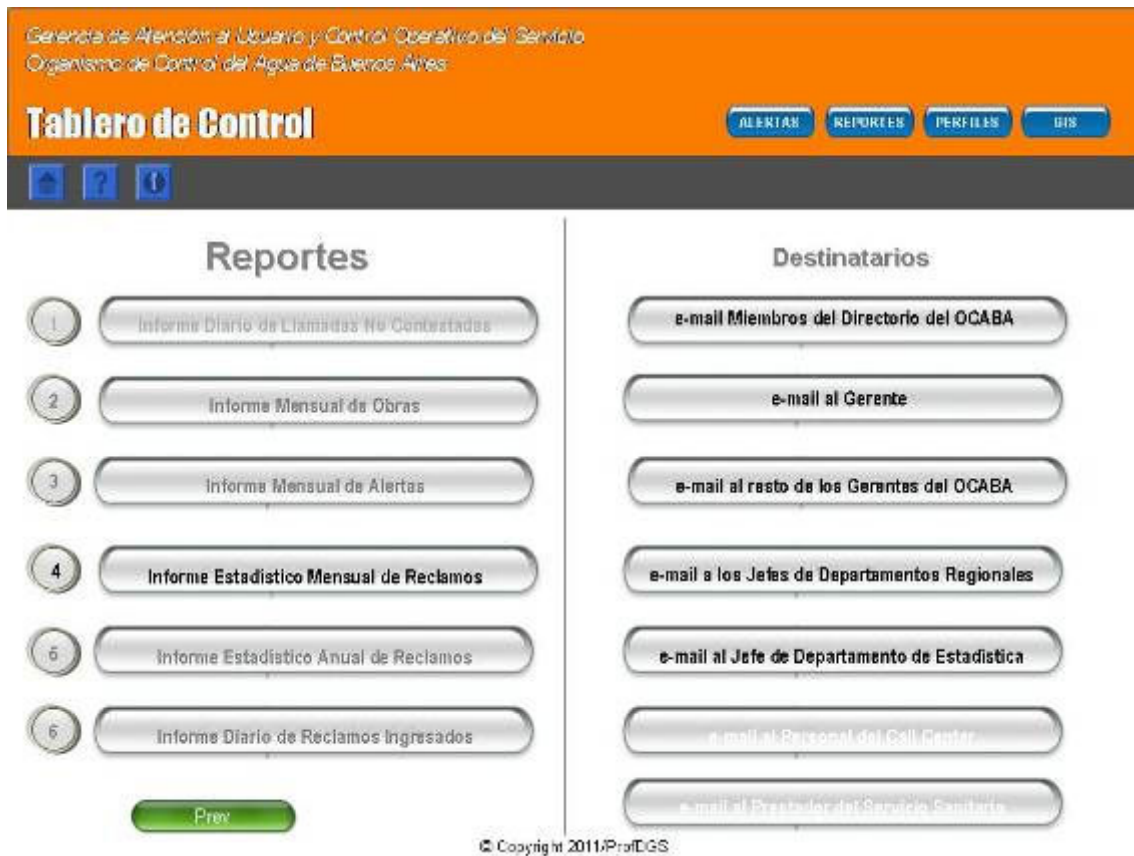 Gerencia de Atención al Usuario y Control Operativo del Servicio
Organismo de Control del Agua de Buenos Aires
Tablero de Control
ALERTAS
REPORTES
PERFILES
GIS
?
Reportes
1
Informe Diario de Llamadas No Contestadas
2
Informe Mensual de Obras
3
Informe Mensual de Alertas
4
Informe Estadístico Mensual de Reclamos
5
Informe Estadístico Anual de Reclamos
6
Informe Diario de Reclamos Ingresados
Prev
Destinatarios
e-mail Miembros del Directorio del OCABA
e-mail al Gerente
e-mail al resto de los Gerentes del OCABA
e-mail a los Jefes de Departamentos Regionales
e-mail al Jefe de Departamento de Estadística
e-mail al Personal del Call Center
e-mail al Prestador del Servicio Sanitario
© Copyright 2011/ProfDGS